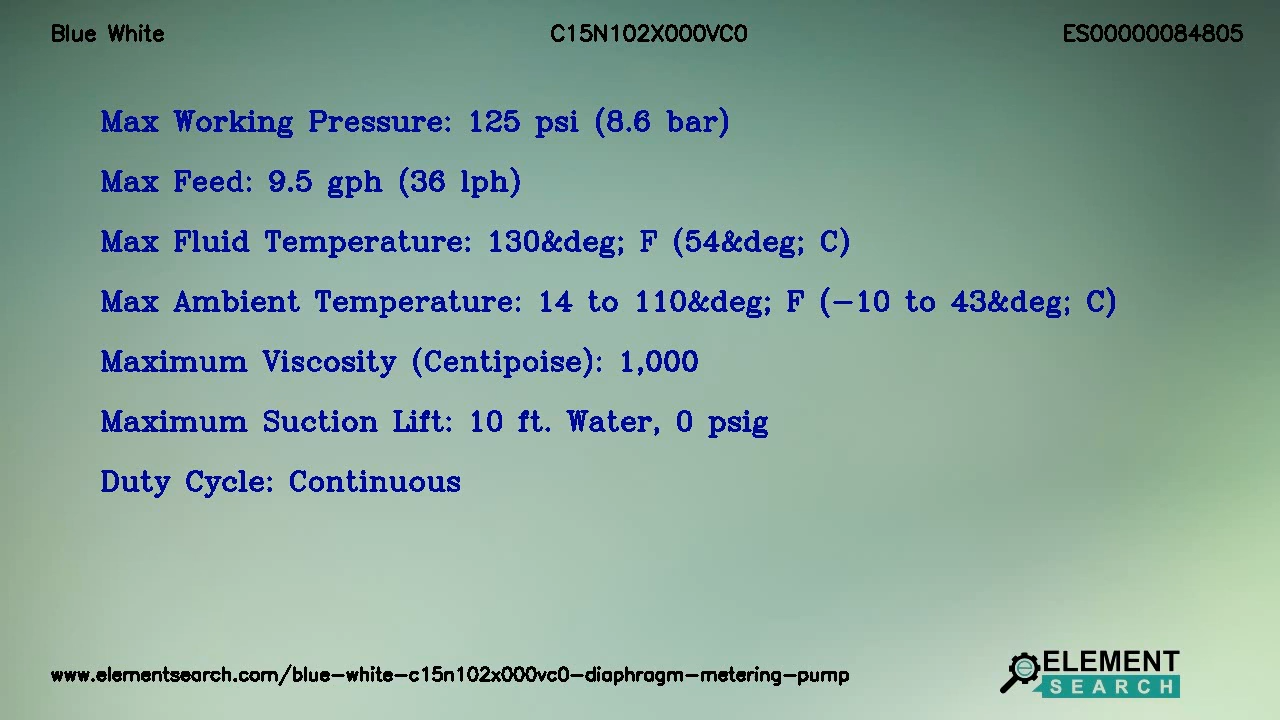 Blue White C15N102X000VC0 ES00000084805
Max Working Pressure: 125 psi (8.6 bar)
Max Feed: 9.5 gph (36 lph)
Max Fluid Temperature: 130&deg; F (54&deg; C)
Max Ambient Temperature: 14 to 110&deg; F (-10 to 43&deg; C)
Maximum Viscosity (Centipoise): 1,000
Maximum Suction Lift: 10 ft. Water, 0 psig
Duty Cycle: Continuous
www.elementsearch.com/blue-white-c15n102x000vc0-diaphragm-metering-pump
ELEMENT
SEARCH